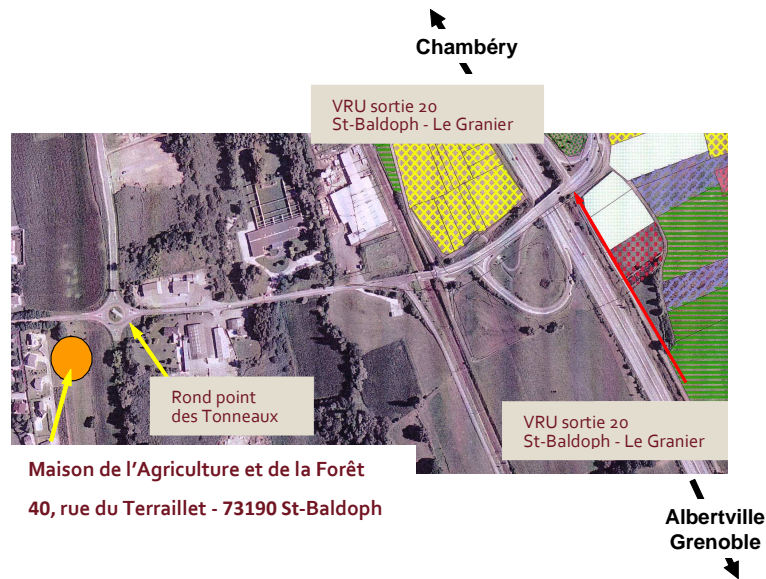 Chambéry
VRU sortie 20
St-Baldoph - Le Granier
Rond point
des Tonneaux
VRU sortie 20
St-Baldoph - Le Granier
Maison de l'Agriculture et de la Forêt
40, rue du Terraillet - 73190 St-Baldoph
Albertville
Grenoble